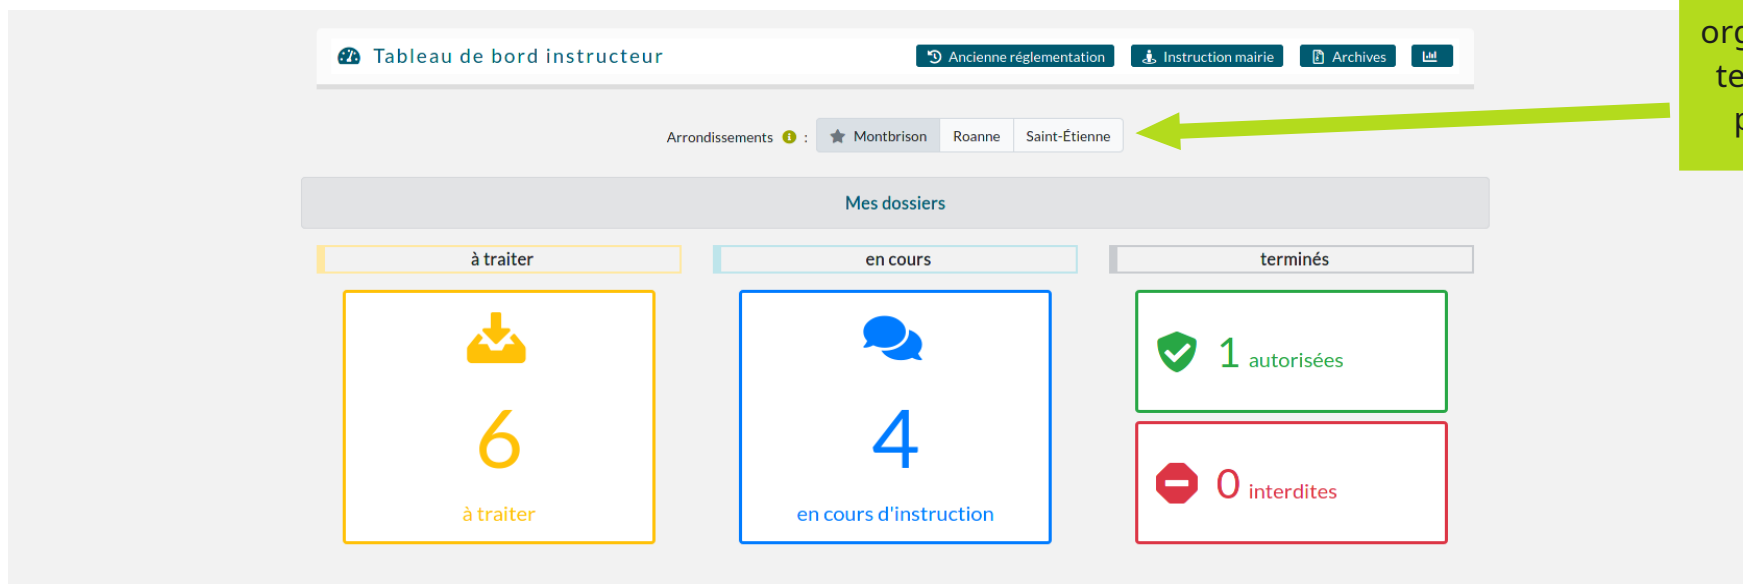 Tableau de bord instructeur
Ancienne réglementation
Instruction mairie
Archives
Arrondissements :
Montbrison
Roanne
Saint-Étienne
Mes dossiers
à traiter
en cours
terminés
6
à traiter
4
en cours d'instruction
1 autorisées
0 interdites